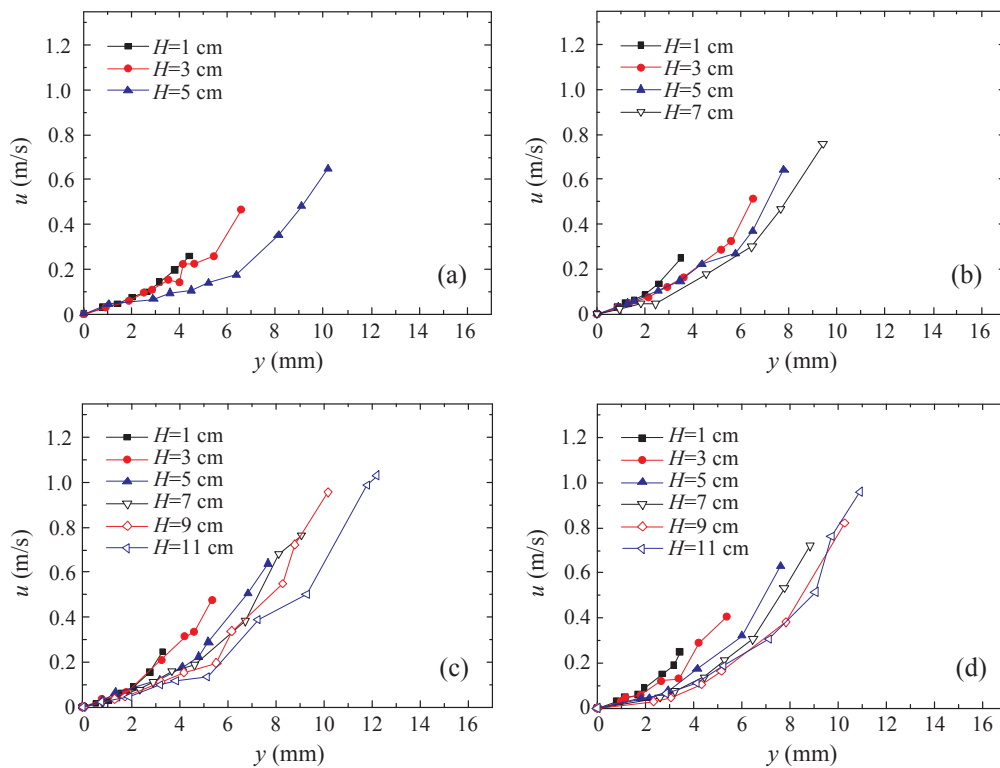 1.2
1.0
0.8
0.6
0.4
0.2
0
u (m/s)
H=1 cm
H=3 cm
H=5 cm
(a)
0 2 4 6 8 10 12 14 16
y (mm)
1.2
1.0
0.8
0.6
0.4
0.2
0
u (m/s)
H=1 cm
H=3 cm
H=5 cm
H=7 cm
(b)
0 2 4 6 8 10 12 14 16
y (mm)
1.2
1.0
0.8
0.6
0.4
0.2
0
u (m/s)
H=1 cm
H=3 cm
H=5 cm
H=7 cm
H=9 cm
H=11 cm
(c)
0 2 4 6 8 10 12 14 16
y (mm)
1.2
1.0
0.8
0.6
0.4
0.2
0
u (m/s)
H=1 cm
H=3 cm
H=5 cm
H=7 cm
H=9 cm
H=11 cm
(d)
0 2 4 6 8 10 12 14 16
y (mm)